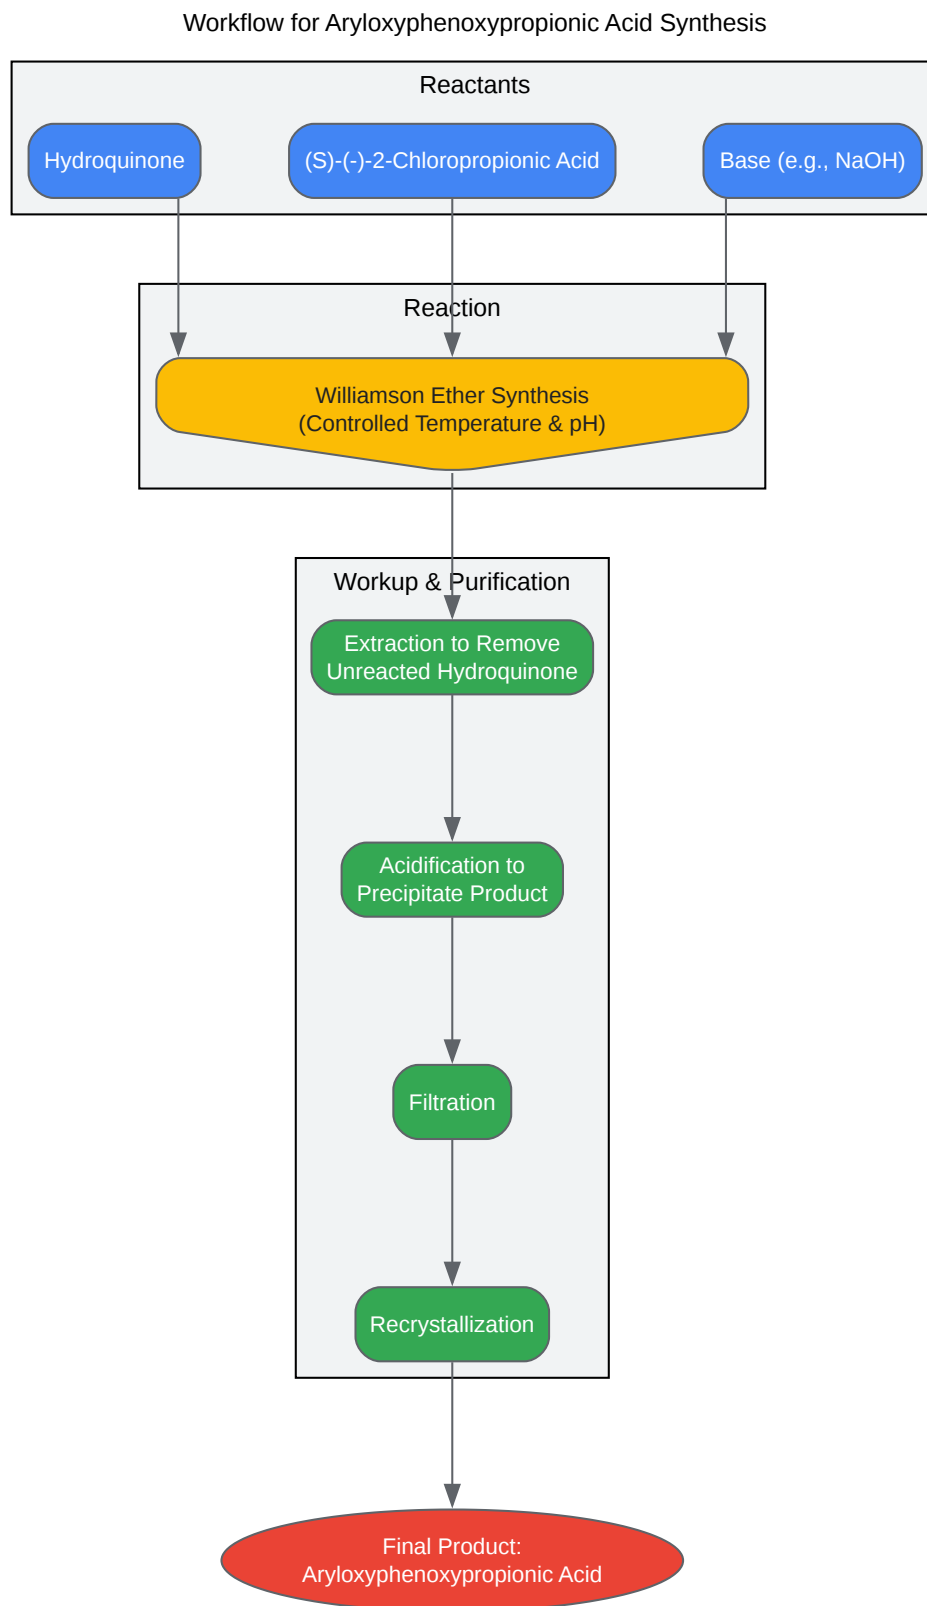 Workflow for Aryloxyphenoxypropionic Acid Synthesis
Reactants
Hydroquinone
(S)-(-)-2-Chloropropionic Acid
Base (e.g., NaOH)
Reaction
Williamson Ether Synthesis
(Controlled Temperature & pH)
Workup & Purification
Extraction to Remove
Unreacted Hydroquinone
Acidification to
Precipitate Product
Filtration
Recrystallization
Final Product:
Aryloxyphenoxypropionic Acid